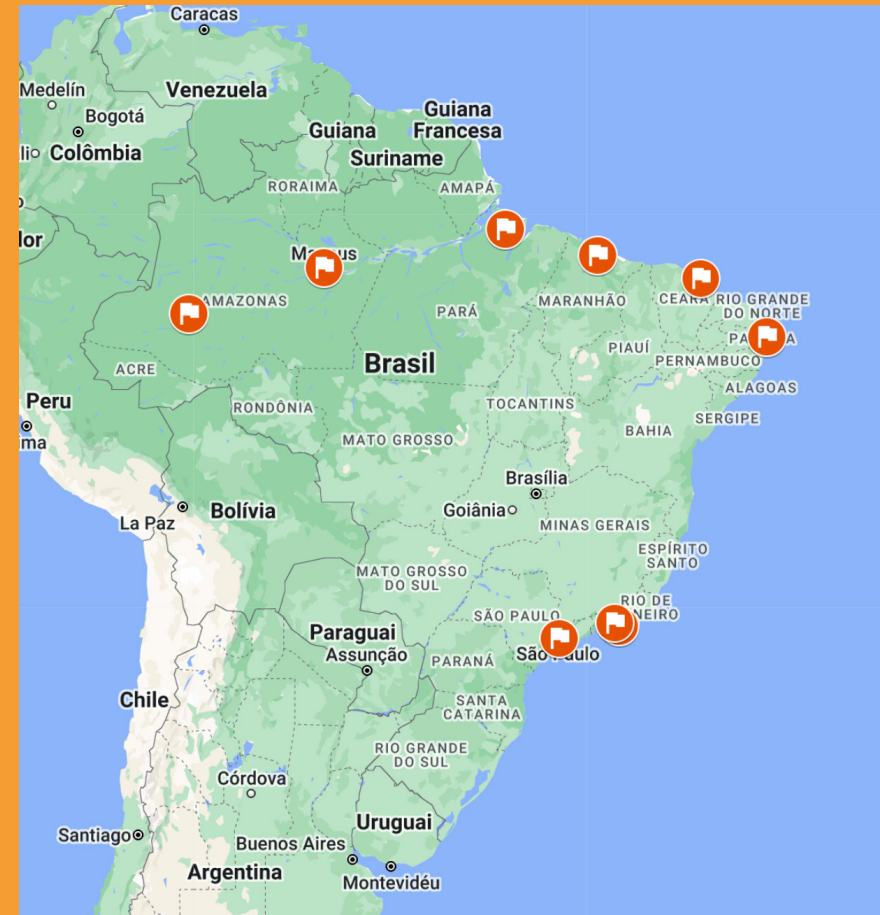 Caracas
Medelín
Venezuela
Bogotá
Guiana
Guiana
Francesa
Colômbia
Suriname
RORAIMA
AMAPÁ
AMAZONAS
PARÁ
MARANHÃO
CEARÁ
RIO GRANDE
DO NORTE
Brasil
PIAUÍ
PERNAMBUCO
ACRE
ALAGOAS
Peru
RONDÔNIA
TOCANTINS
SERGIPE
BAHIA
MATO GROSSO
Brasília
Goiânia
Bolívia
La Paz
MINAS GERAIS
ESPÍRITO
SANTO
MATO GROSSO
DO SUL
RIO DE
SÃO PAULO
Paraguai
Assunção
PARANÁ
São
Chile
SANTA
CATARINA
RIO GRANDE
DO SUL
Córdova
Uruguai
Santiago
Buenos Aires
Argentina
Montevidéu